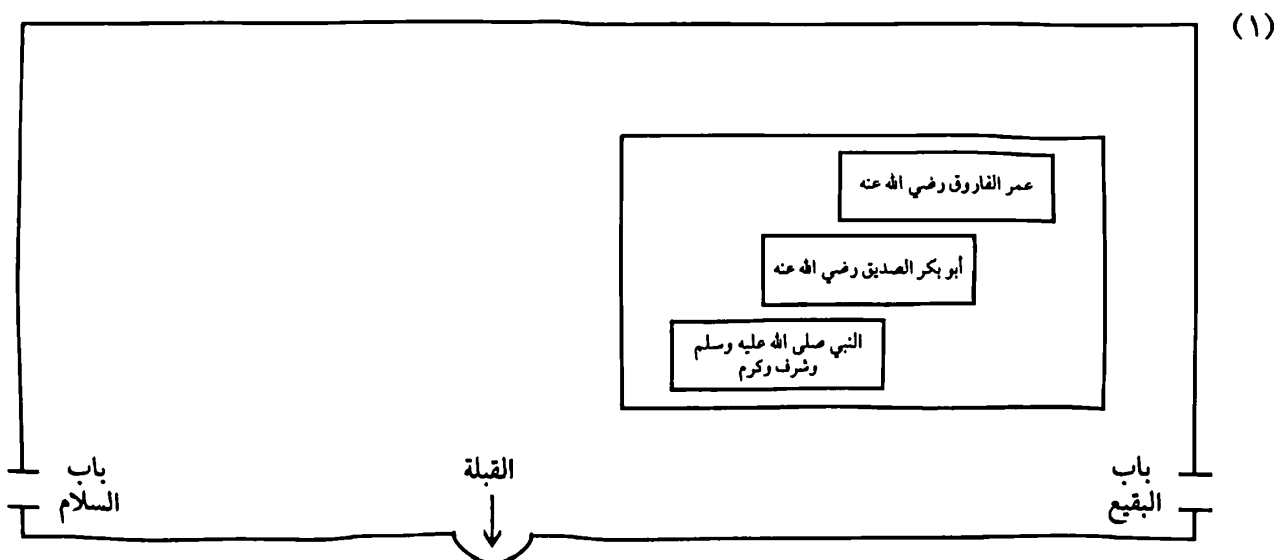 (١)
عمر الفاروق رضي الله عنه
أبو بكر الصديق رضي الله عنه
النبي صلى الله عليه وسلم
وشرف وكرم
باب
البقيع
القبلة
باب
السلام